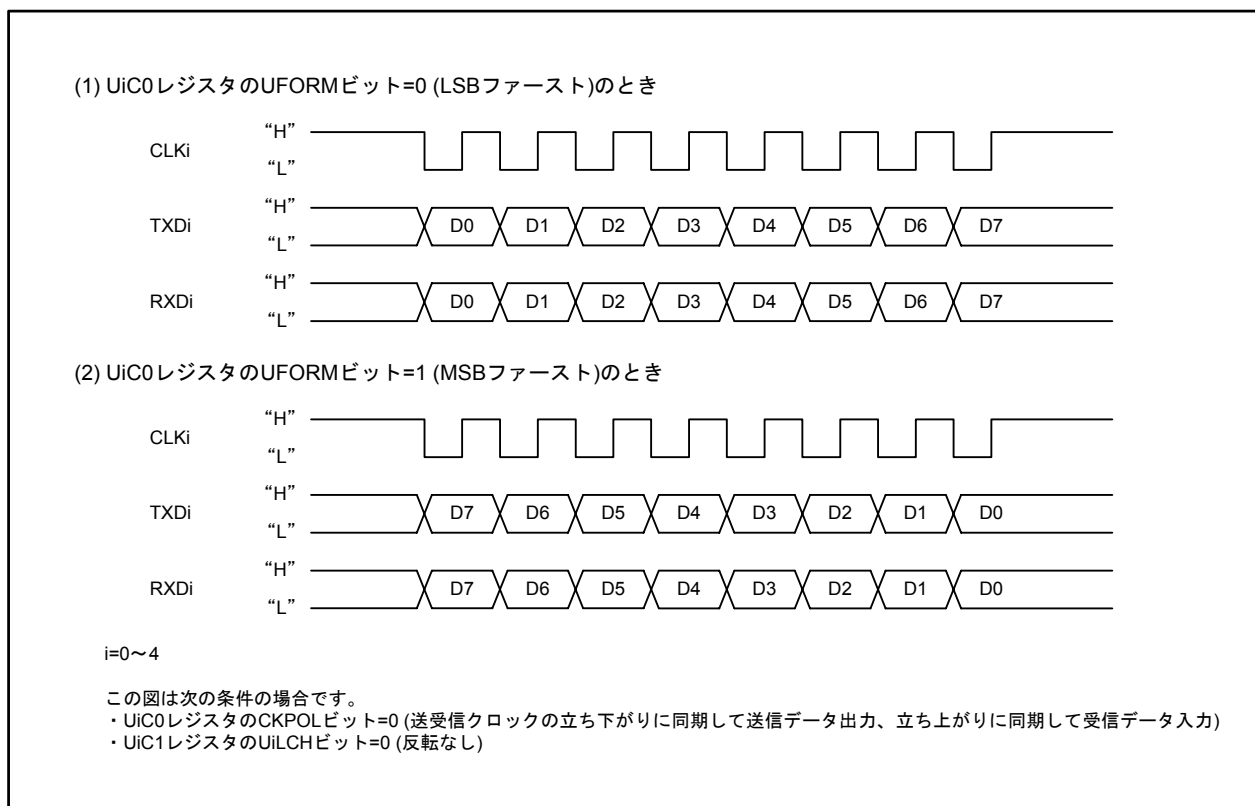 (1) UiC0レジスタのUFORMビット=0 (LSBファースト)のとき
“H”
CLKi
“L”
“H”
TXDi D0 D1 D2 D3 D4 D5 D6 D7
“L”
“H”
RXDi D0 D1 D2 D3 D4 D5 D6 D7
“L”
(2) UiC0レジスタのUFORMビット=1 (MSBファースト)のとき
“H”
CLKi
“L”
“H”
TXDi D7 D6 D5 D4 D3 D2 D1 D0
“L”
“H”
RXDi D7 D6 D5 D4 D3 D2 D1 D0
“L”
i=0～4
この図は次の条件の場合です。
・UiC0レジスタのCKPOLビット=0 (送受信クロックの立ち下がりに同期して送信データ出力、立ち上がりに同期して受信データ入力)
・UiC1レジスタのUiLCHビット=0 (反転なし)